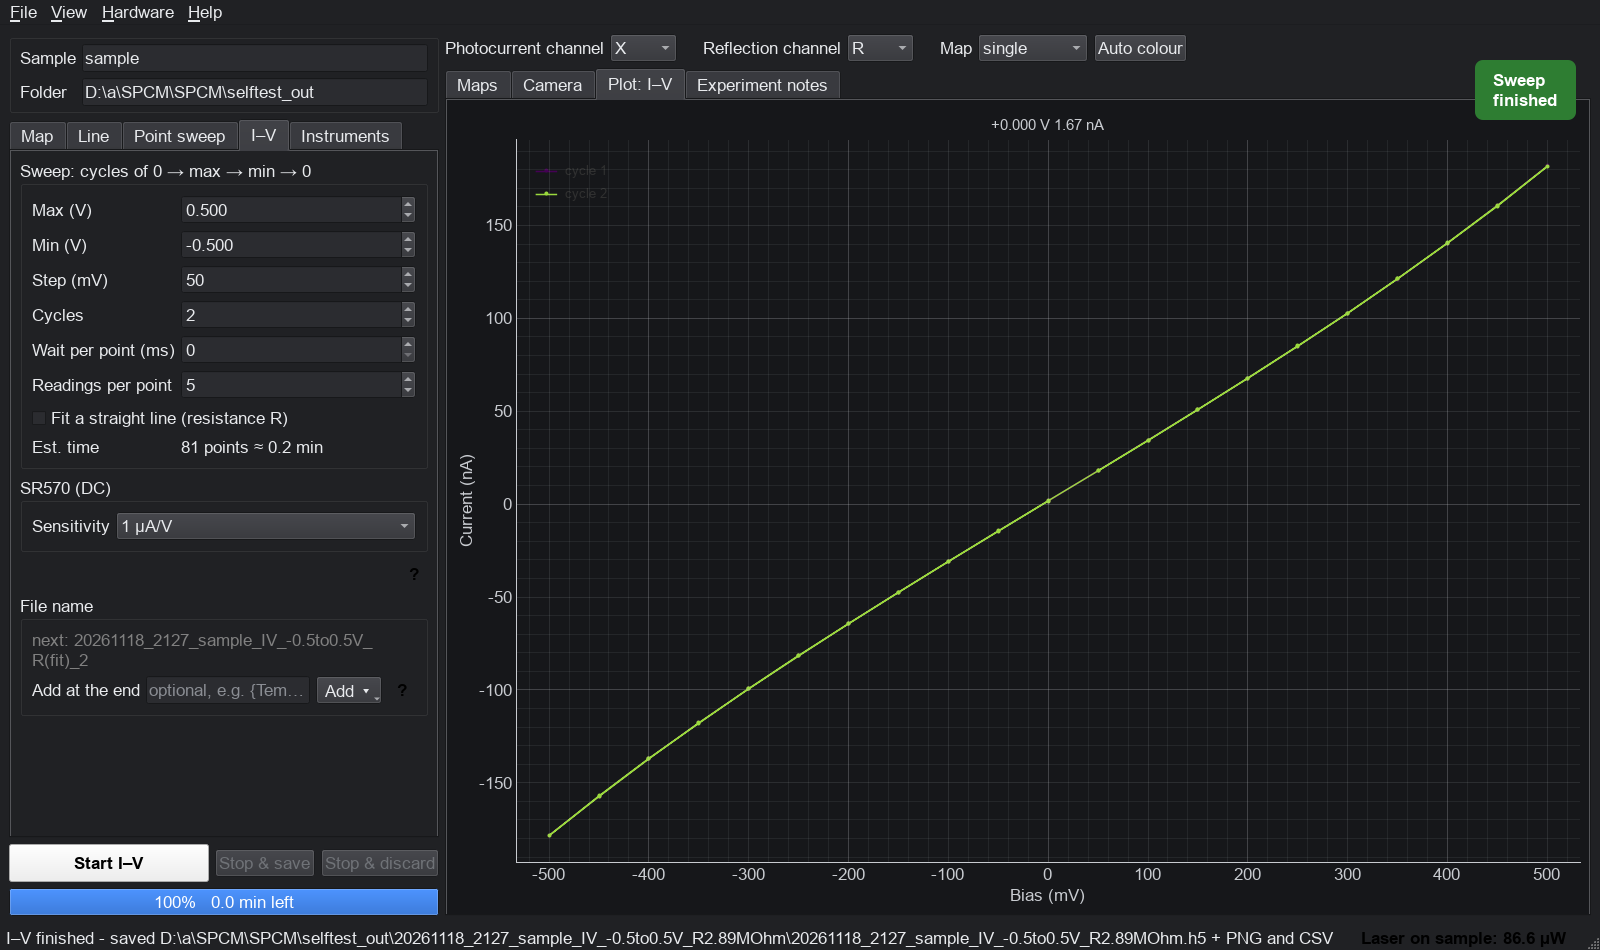 File View Hardware Help
Sample sample
Folder D:\a\SPCM\SPCM\selftest_out
Photocurrent channel X Reflection channel R Map single Auto colour
Maps Camera Plot: I–V Experiment notes
Sweep finished
Map Line Point sweep I–V Instruments
Sweep: cycles of 0 → max → min → 0
Max (V) 0.500
Min (V) -0.500
Step (mV) 50
Cycles 2
Wait per point (ms) 0
Readings per point 5
Fit a straight line (resistance R)
Est. time 81 points ≈ 0.2 min
SR570 (DC)
Sensitivity 1 µA/V
?
File name
next: 20261118_2127_sample_IV_-0.5to0.5V_
R(fit)_2
Add at the end optional, e.g. {Tem… Add ?
Start I–V Stop & save Stop & discard
100% 0.0 min left
+0.000 V 1.67 nA
cycle 1
cycle 2
150
100
50
0
-50
-100
-150
Current (nA)
-500 -400 -300 -200 -100 0 100 200 300 400 500
Bias (mV)
I–V finished - saved D:\a\SPCM\SPCM\selftest_out\20261118_2127_sample_IV_-0.5to0.5V_R2.89MOhm\20261118_2127_sample_IV_-0.5to0.5V_R2.89MOhm.h5 + PNG and CSV Laser on sample: 86.6 µW